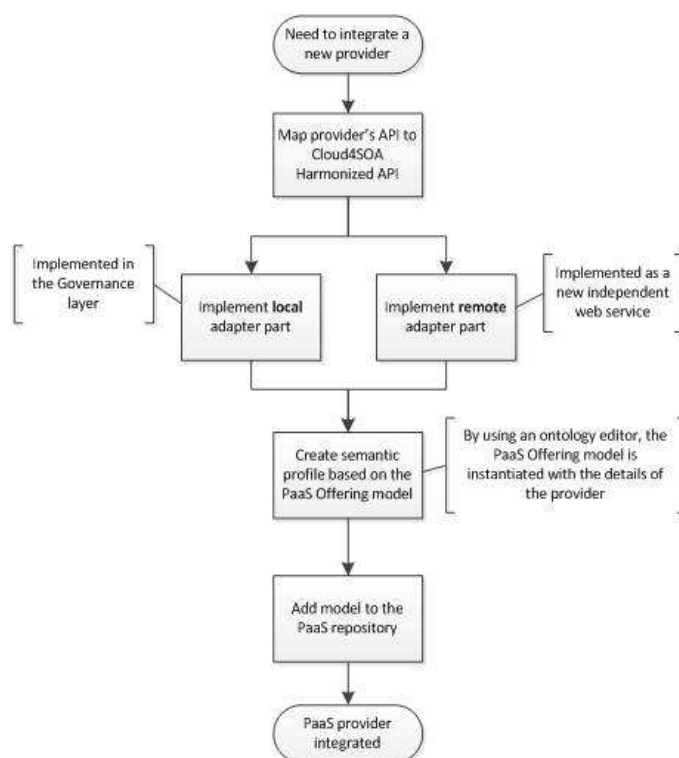 Need to integrate a
new provider
Map provider's API to
Cloud4SOA
Harmonized API
Implemented in
the Governance
layer
Implement local
adapter part
Implement remote
adapter part
Implemented as a
new independent
web service
Create semantic
profile based on the
PaaS Offering model
By using an ontology editor, the
PaaS Offering model is
instantiated with the details of
the provider
Add model to the
PaaS repository
PaaS provider
integrated